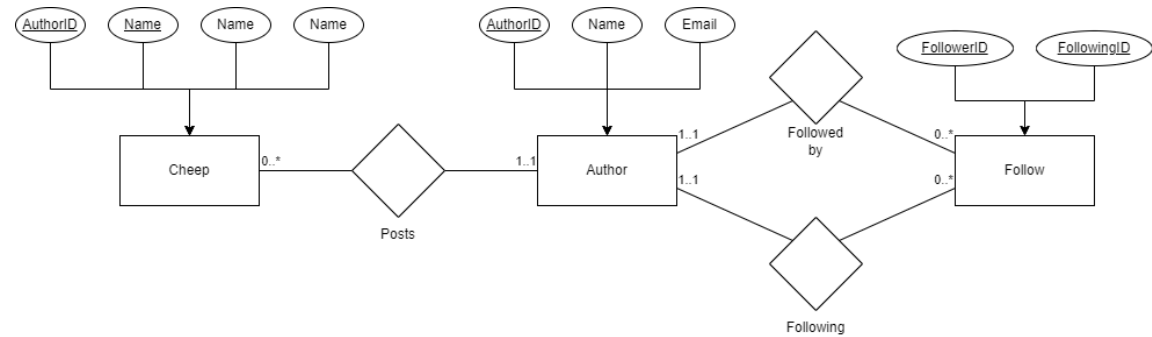 AuthorID
Name
Name
Name
AuthorID
Name
Email
FollowerID
FollowingID
Cheep
0..*
Posts
1..1
Author
1..1
1..1
Followed
by
Following
0..*
0..*
Follow